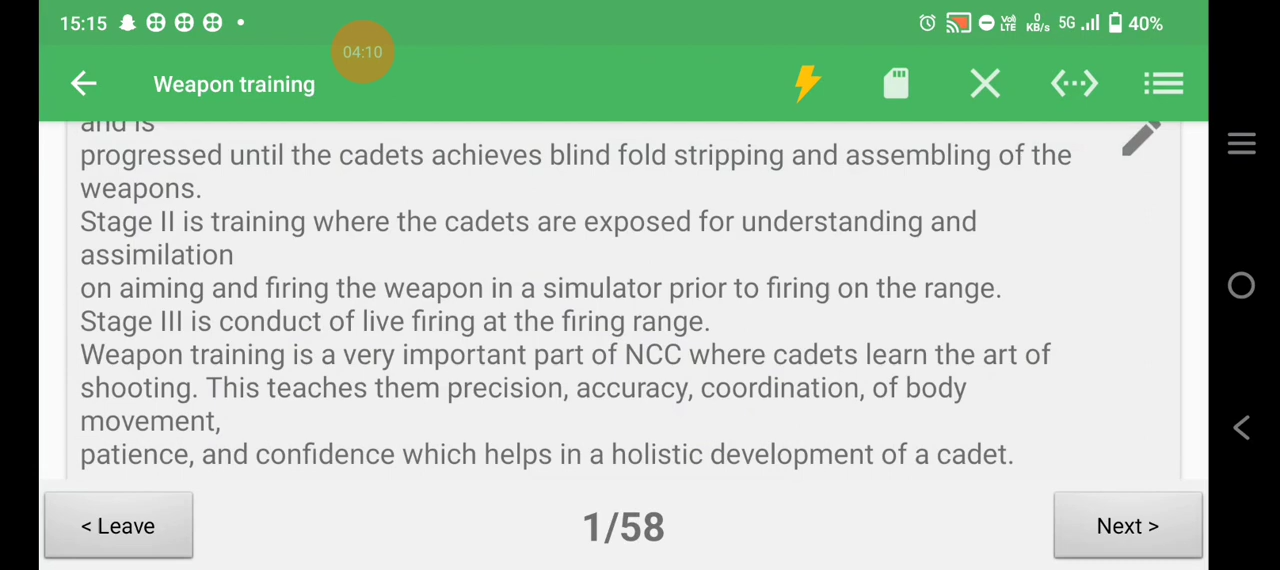 15:15
VoLTE
0 KB/s
5G
40%
04:10
Weapon training
and is
progressed until the cadets achieves blind fold stripping and assembling of the
weapons.
Stage II is training where the cadets are exposed for understanding and
assimilation
on aiming and firing the weapon in a simulator prior to firing on the range.
Stage III is conduct of live firing at the firing range.
Weapon training is a very important part of NCC where cadets learn the art of
shooting. This teaches them precision, accuracy, coordination, of body
movement,
patience, and confidence which helps in a holistic development of a cadet.
< Leave
1/58
Next >